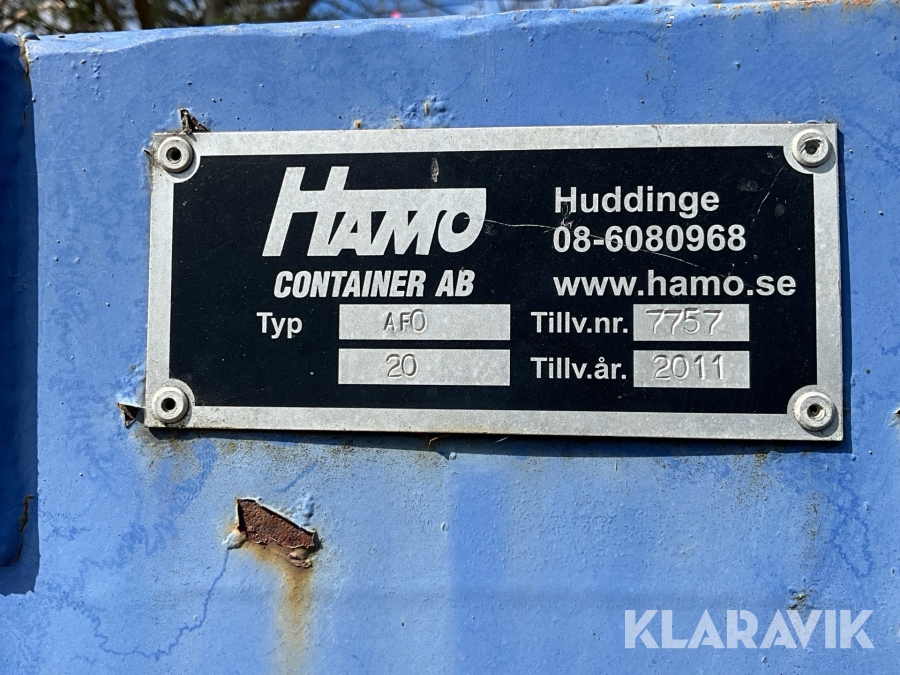 HAMO
CONTAINER AB
Huddinge
08-6080968
www.hamo.se
Typ AFO
20
Tillv.nr. 7757
Tillv.år. 2011
KLARAVIK